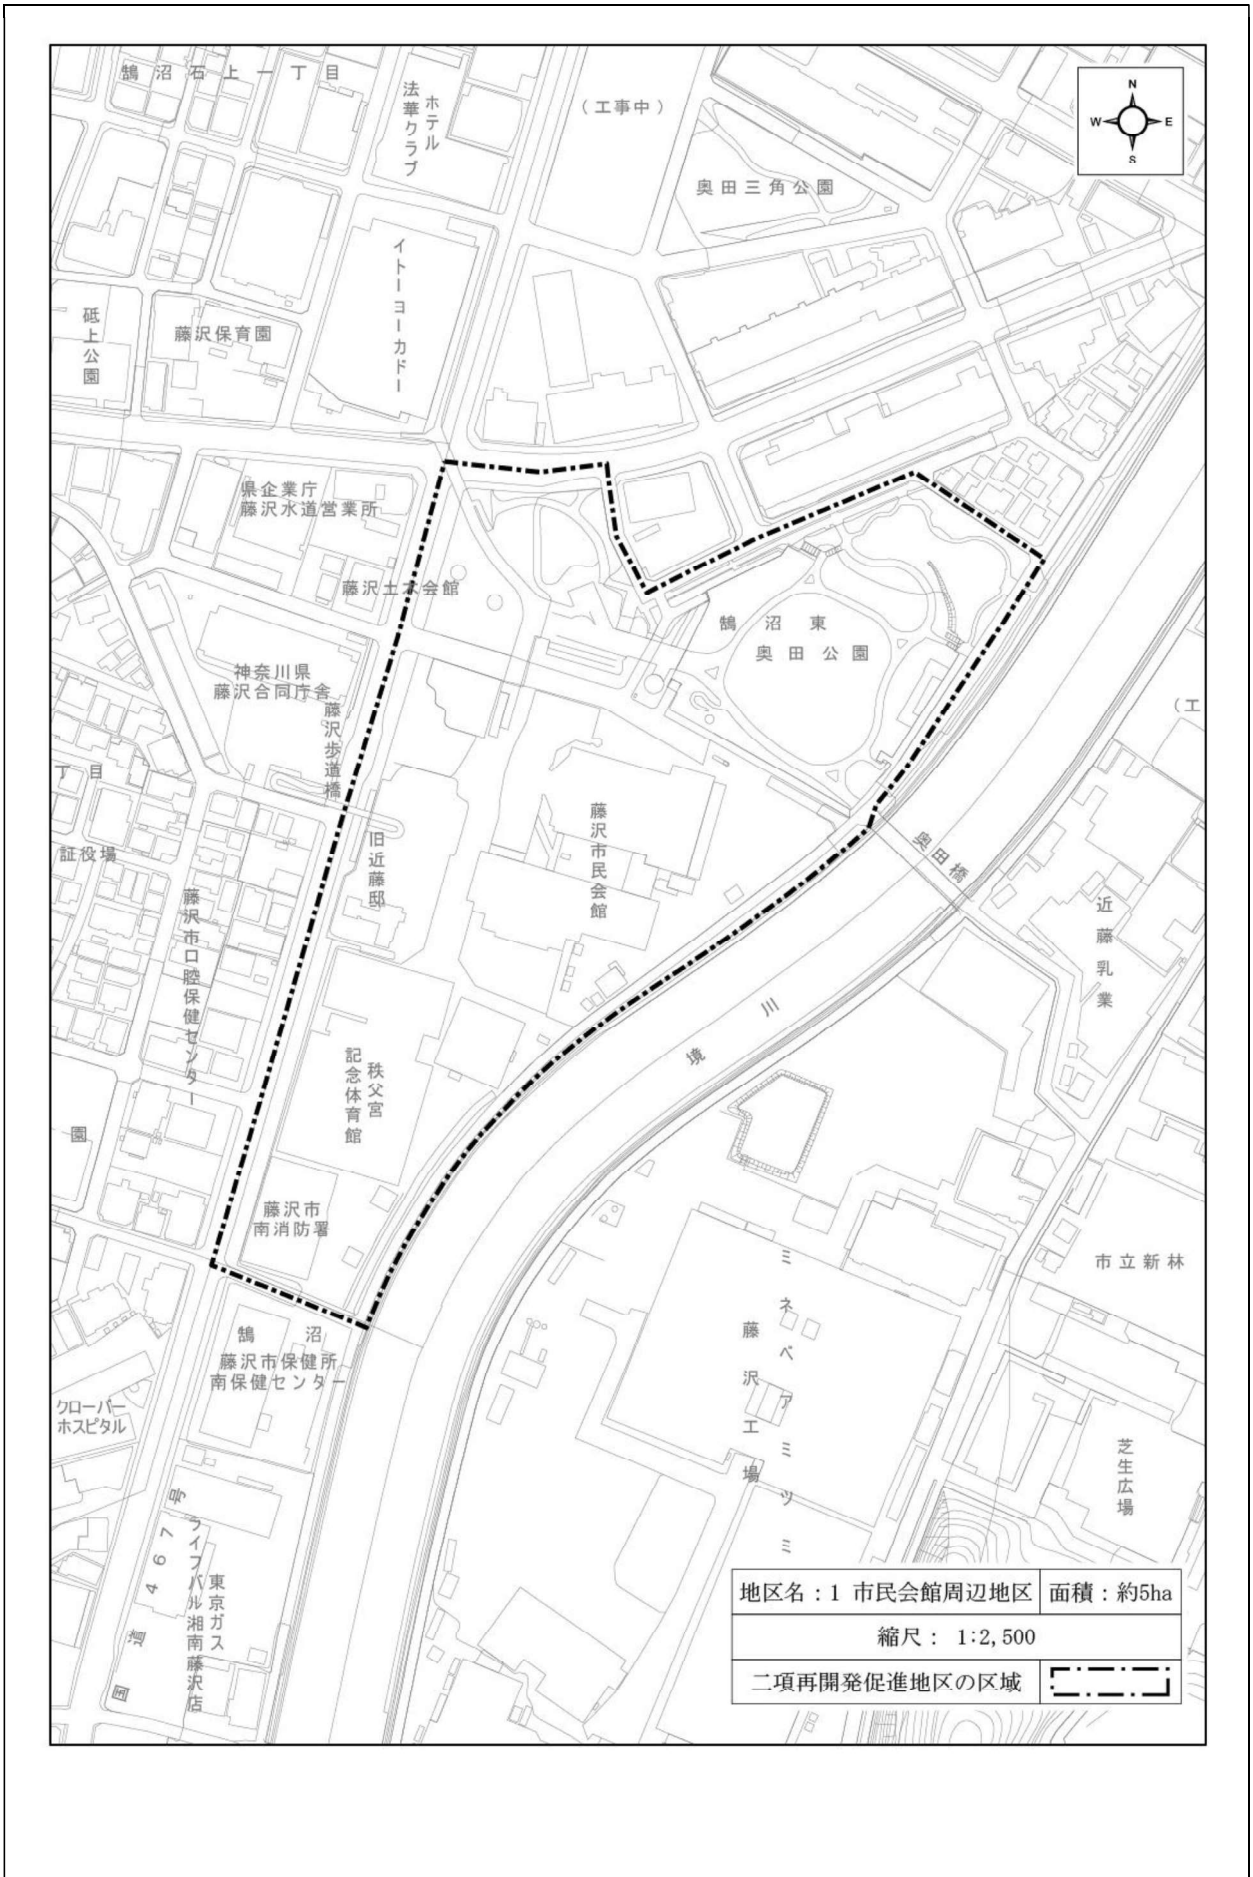 鵠沼石上一丁目
ホテル
法華クラブ
（工事中）
N
W
E
S
奥田三角公園
イトーヨーカドー
砥上公園
藤沢保育園
県企業庁
藤沢水道営業所
藤沢土木会館
鵠沼東
奥田公園
神奈川県
藤沢合同庁舎
藤沢歩道橋
（工
丁目
旧近藤邸
藤沢市民会館
奥田橋
証役場
藤沢市口腔保健センター
近藤乳業
境川
秩父宮
記念体育館
園
藤沢市
南消防署
市立新林
ミネベアミツミ
藤沢工場
鵠沼
藤沢市保健所
南保健センター
クローバー
ホスピタル
芝生広場
国道467号
東京ガス
ライフバル湘南藤沢店
地区名：1 市民会館周辺地区
面積：約5ha
縮尺： 1:2,500
二項再開発促進地区の区域